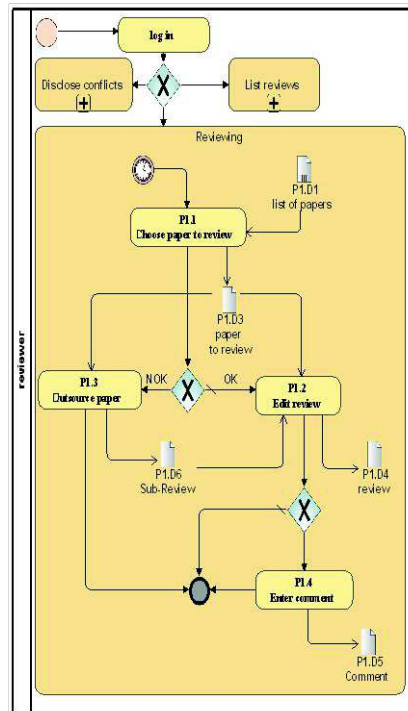 log in
Disclose conflicts
List reviews
Reviewing
P1.D1
list of papers
P1.1
Choose paper to review
P1.D3
paper
to review
P1.3
Outsource paper
NOK
OK
P1.2
Edit review
P1.D6
Sub-Review
P1.D4
review
P1.4
Enter comment
P1.D5
Comment
reviewer